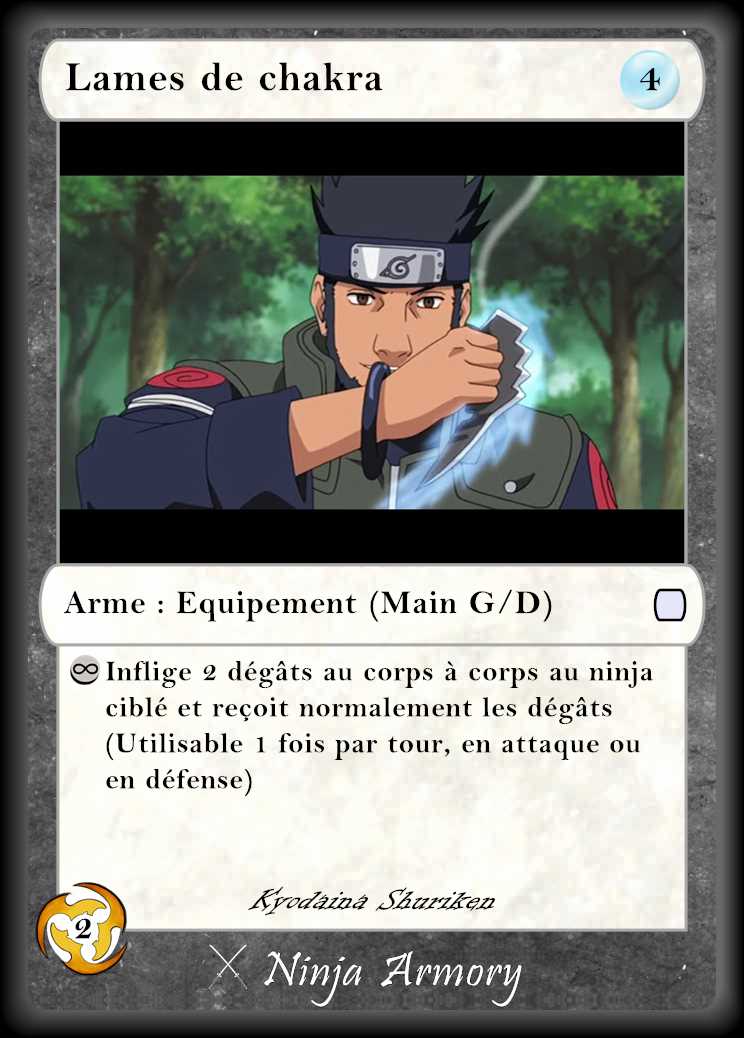 Lames de chakra 4
Arme : Equipement (Main G/D)
∞ Inflige 2 dégâts au corps à corps au ninja
ciblé et reçoit normalement les dégâts
(Utilisable 1 fois par tour, en attaque ou
en défense)
Kyodaina Shuriken
2
Ninja Armory